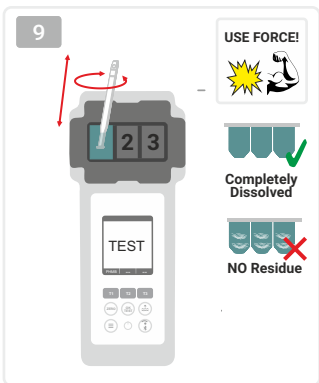 9
USE FORCE!
2 3
Completely
Dissolved
TEST
NO Residue